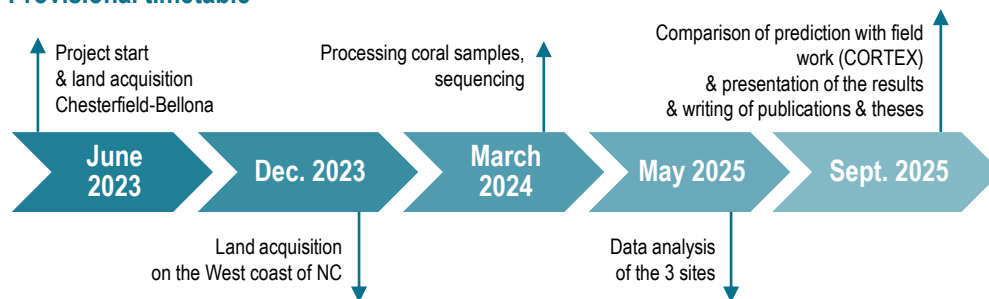 Provisional timetable
Project start
& land acquisition
Chesterfield-Bellona
Processing coral samples,
sequencing
Comparison of prediction with field
work (CORTEX)
& presentation of the results
& writing of publications & theses
June
2023
Dec. 2023
March
2024
May 2025
Sept. 2025
Land acquisition
on the West coast of NC
Data analysis
of the 3 sites